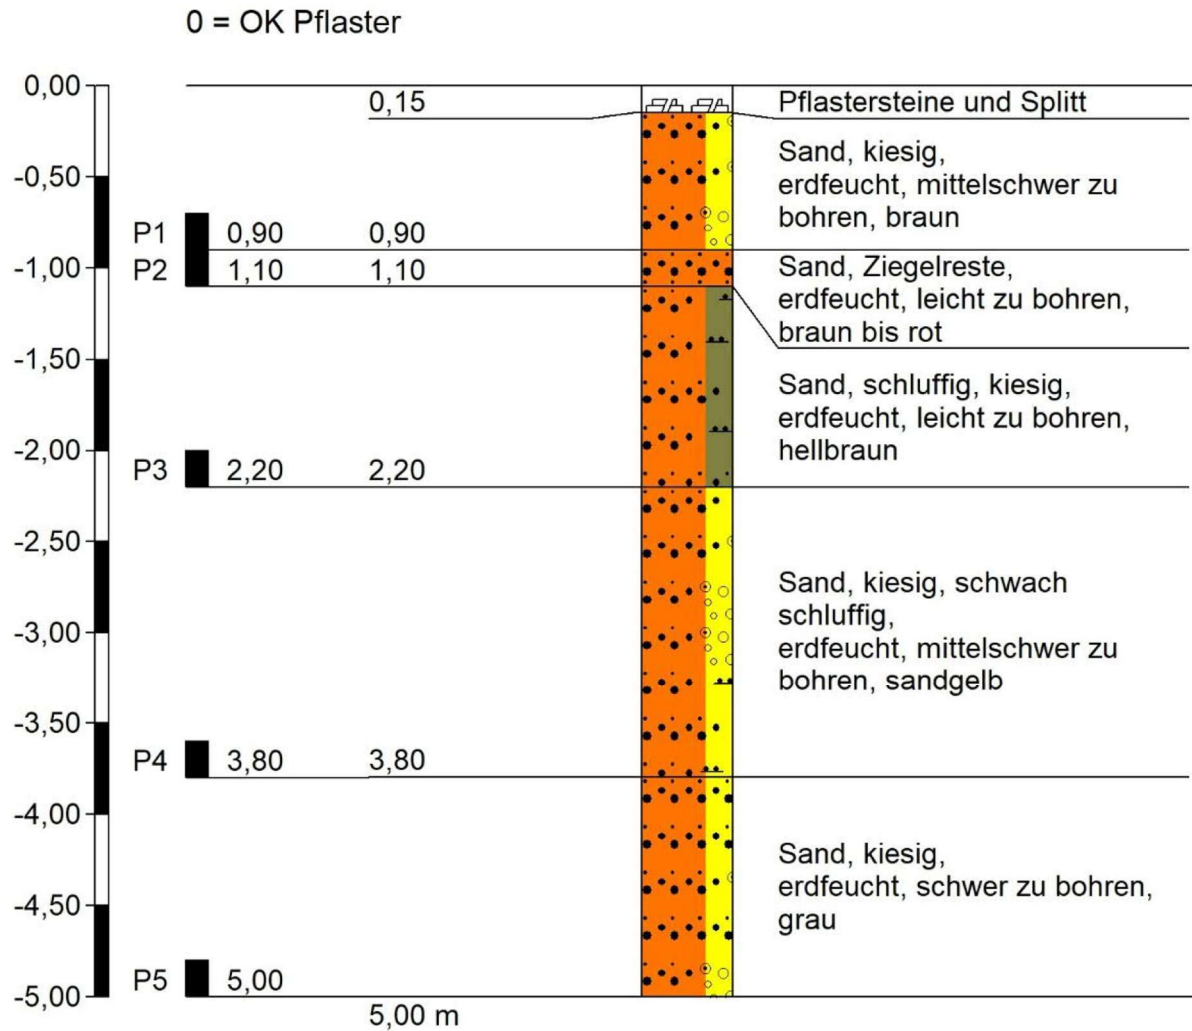 0 = OK Pflaster
0,00
0,15
Pflastersteine und Splitt
Sand, kiesig,
erdfeucht, mittelschwer zu
bohren, braun
-0,50
P1 0,90 0,90
-1,00
P2 1,10 1,10
Sand, Ziegelreste,
erdfeucht, leicht zu bohren,
braun bis rot
-1,50
Sand, schluffig, kiesig,
erdfeucht, leicht zu bohren,
hellbraun
-2,00
P3 2,20 2,20
-2,50
Sand, kiesig, schwach
schluffig,
erdfeucht, mittelschwer zu
bohren, sandgelb
-3,00
-3,50
P4 3,80 3,80
-4,00
Sand, kiesig,
erdfeucht, schwer zu bohren,
grau
-4,50
P5 5,00
-5,00
5,00 m